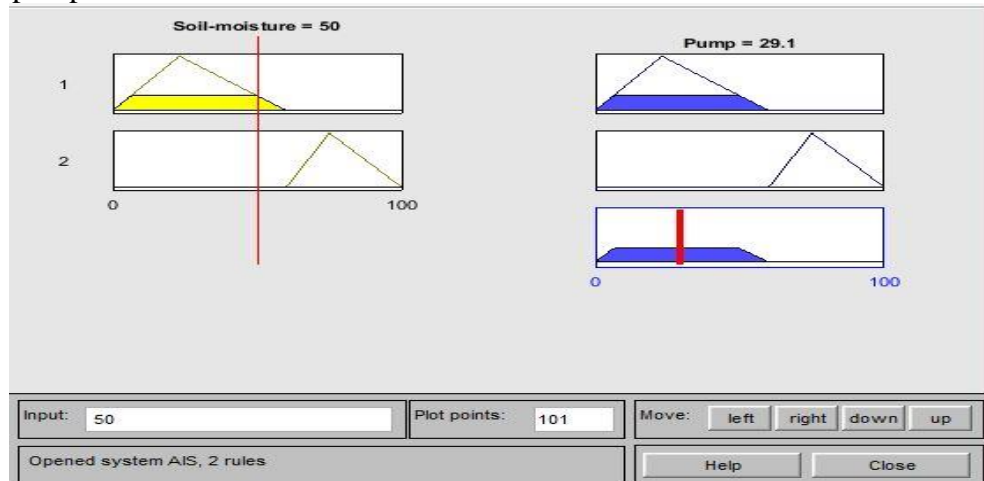 Soil-moisture = 50
Pump = 29.1
1
2
0 100
0 100
Input: 50 Plot points: 101 Move: left right down up
Opened system AIS, 2 rules Help Close